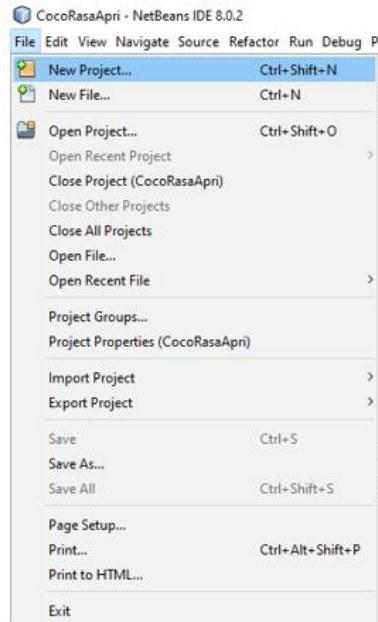 CocoRasaApri - NetBeans IDE 8.0.2
File Edit View Navigate Source Refactor Run Debug P
New Project... Ctrl+Shift+N
New File... Ctrl+N
Open Project... Ctrl+Shift+O
Open Recent Project
Close Project (CocoRasaApri)
Close Other Projects
Close All Projects
Open File...
Open Recent File
Project Groups...
Project Properties (CocoRasaApri)
Import Project
Export Project
Save Ctrl+S
Save As...
Save All Ctrl+Shift+S
Page Setup...
Print... Ctrl+Alt+Shift+P
Print to HTML...
Exit